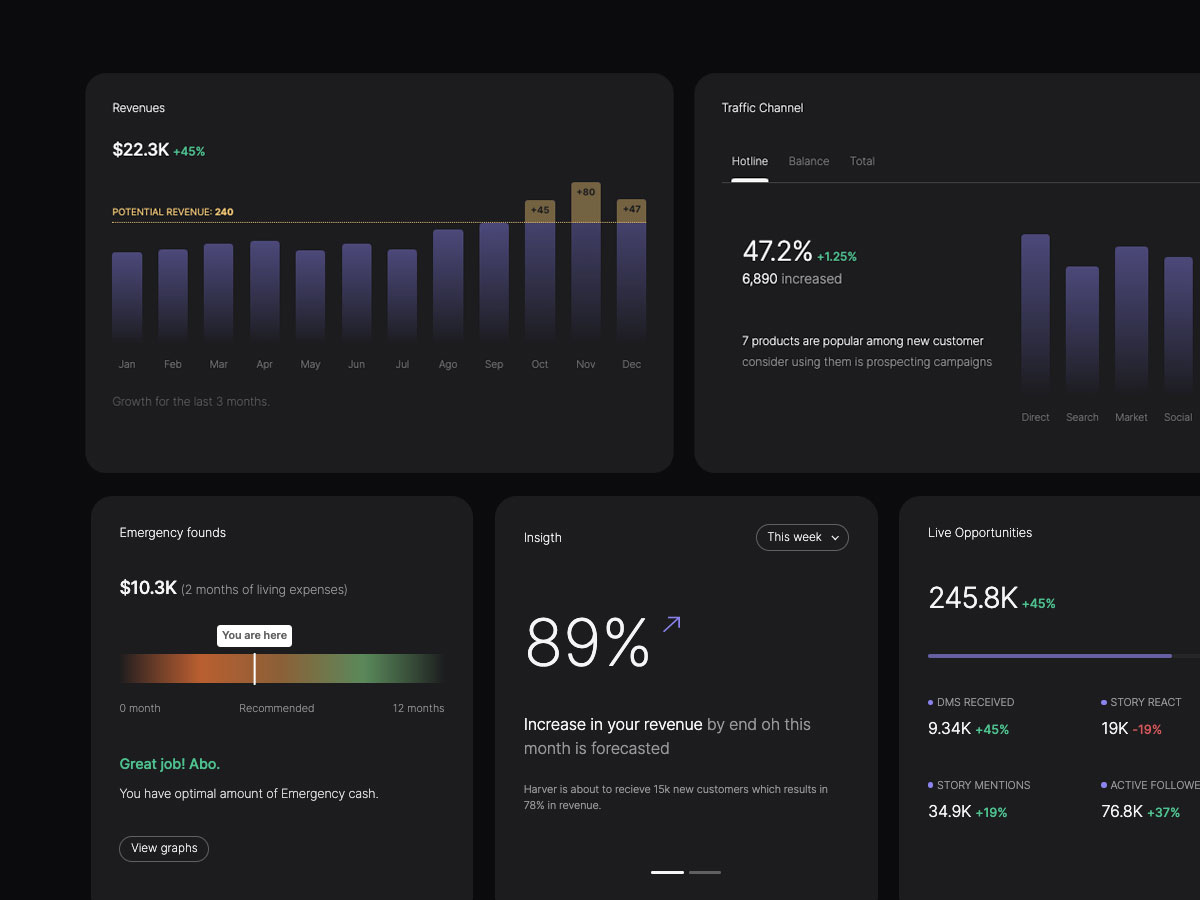 Revenues
$22.3K +45%
POTENTIAL REVENUE: 240
+45
+80
+47
Jan Feb Mar Apr May Jun Jul Ago Sep Oct Nov Dec
Growth for the last 3 months.
Traffic Channel
Hotline Balance Total
47.2% +1.25%
6,890 increased
7 products are popular among new customer
consider using them is prospecting campaigns
Direct Search Market Social
Emergency founds
$10.3K (2 months of living expenses)
You are here
0 month Recommended 12 months
Great job! Abo.
You have optimal amount of Emergency cash.
View graphs
Insigth
This week
89%
Increase in your revenue by end oh this
month is forecasted
Harver is about to recieve 15k new customers which results in
78% in revenue.
Live Opportunities
245.8K +45%
DMS RECEIVED
9.34K +45%
STORY REACT
19K -19%
STORY MENTIONS
34.9K +19%
ACTIVE FOLLOWE
76.8K +37%